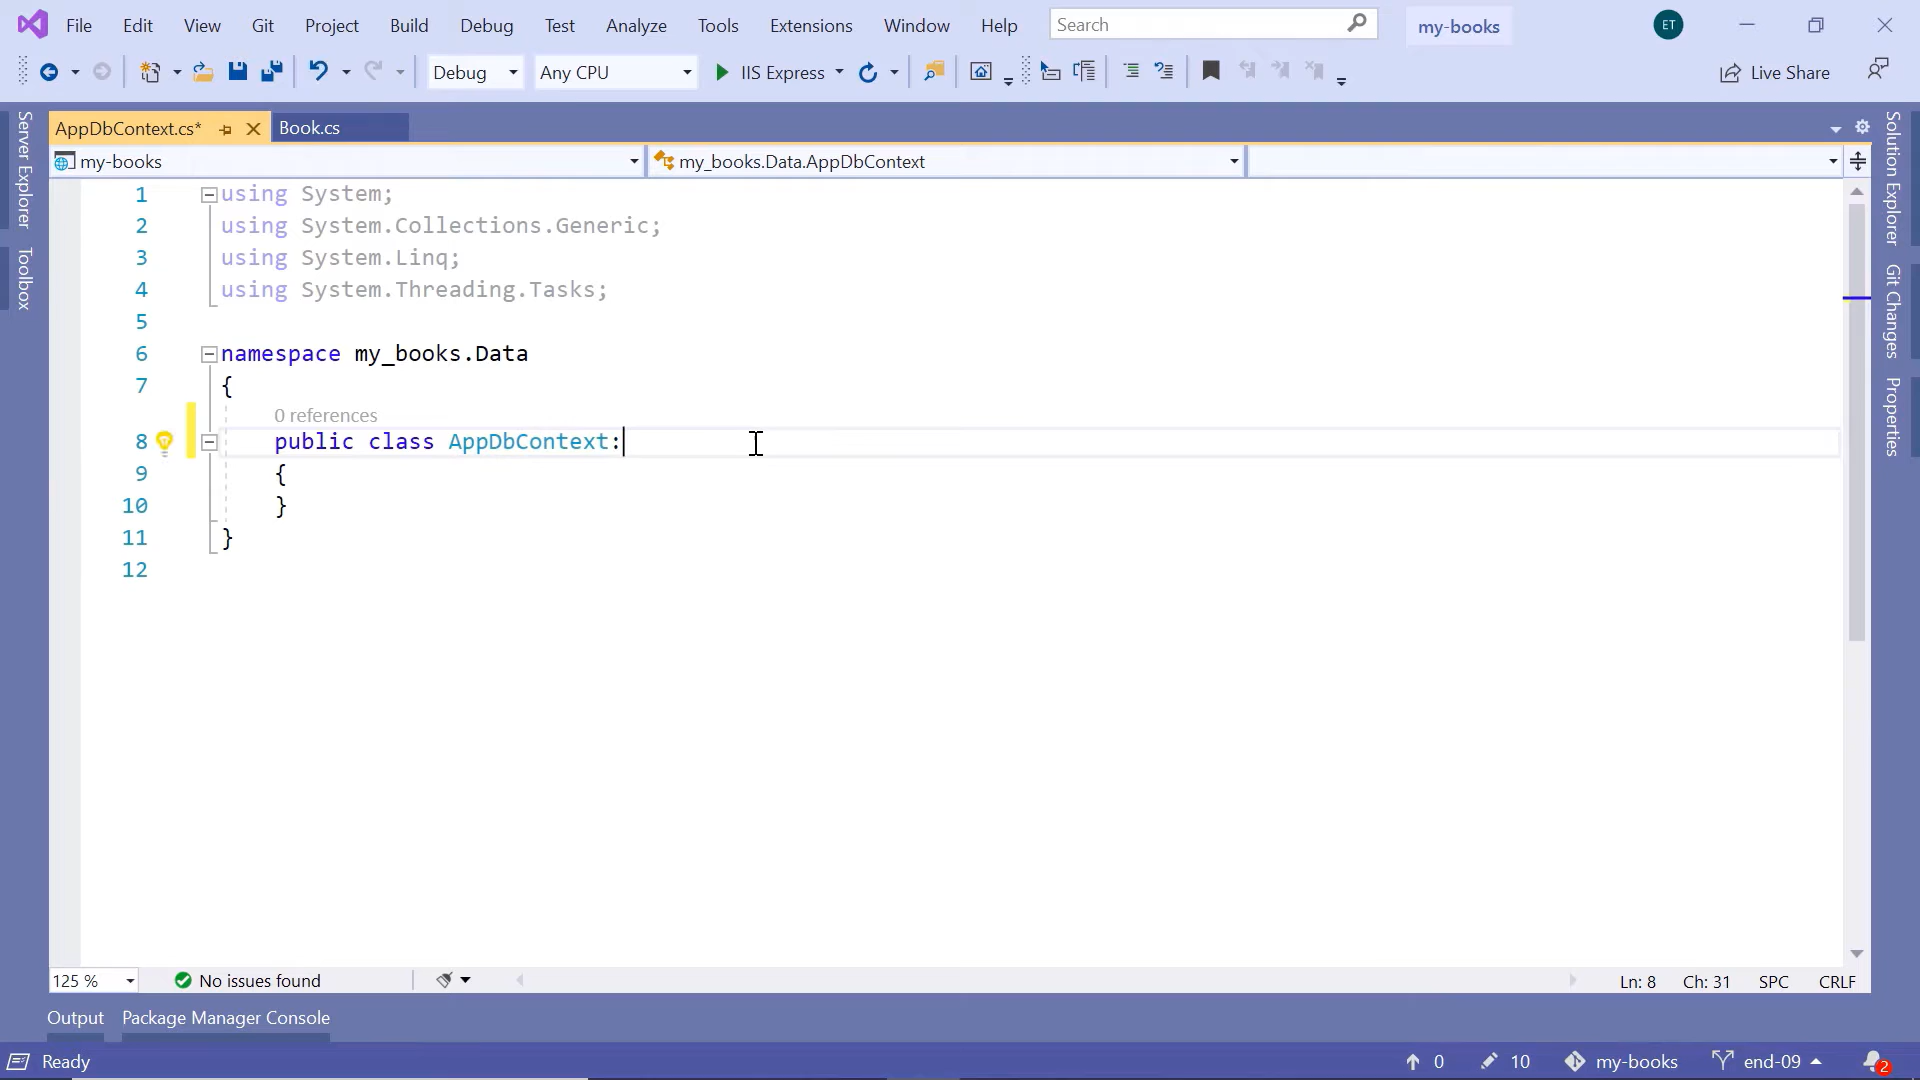 File Edit View Git Project Build Debug Test Analyze Tools Extensions Window Help Search my-books ET
Debug Any CPU IIS Express Live Share
AppDbContext.cs* Book.cs
my-books my_books.Data.AppDbContext
Server Explorer
Toolbox
Solution Explorer
Git Changes
Properties
1 using System;
2 using System.Collections.Generic;
3 using System.Linq;
4 using System.Threading.Tasks;
5
6 namespace my_books.Data
7 {
0 references
8 public class AppDbContext:
9 {
10 }
11 }
12
125 % No issues found Ln: 8 Ch: 31 SPC CRLF
Output Package Manager Console
Ready 0 10 my-books end-09 2